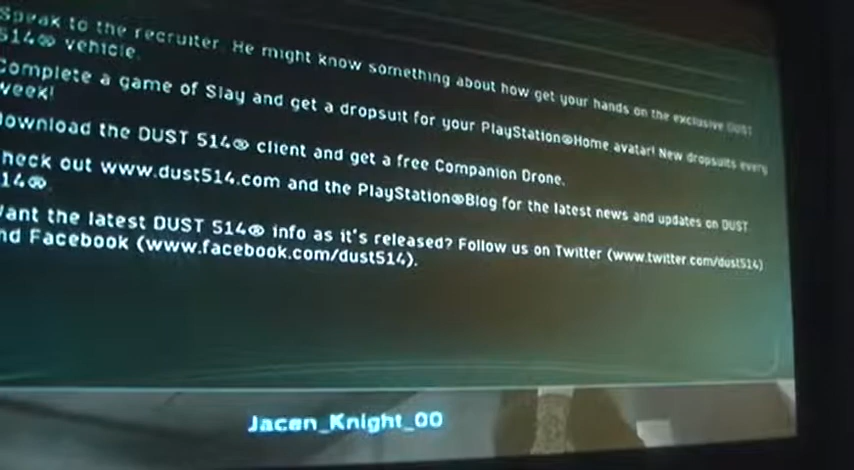 Speak to the recruiter. He might know something about how get your hands on the exclusive DUST
514® vehicle.
Complete a game of Slay and get a dropsuit for your PlayStation®Home avatar! New dropsuits every
week!
Download the DUST 514® client and get a free Companion Drone.
heck out www.dust514.com and the PlayStation®Blog for the latest news and updates on DUST
14®.
ant the latest DUST 514® info as it's released? Follow us on Twitter (www.twitter.com/dust514)
nd Facebook (www.facebook.com/dust514).
Jacen_Knight_00